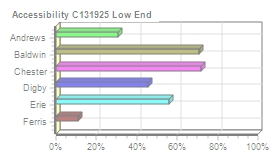 Accessibility C131925 Low End
Andrews
Baldwin
Chester
Digby
Erie
Ferris
0% 20% 40% 60% 80% 100%